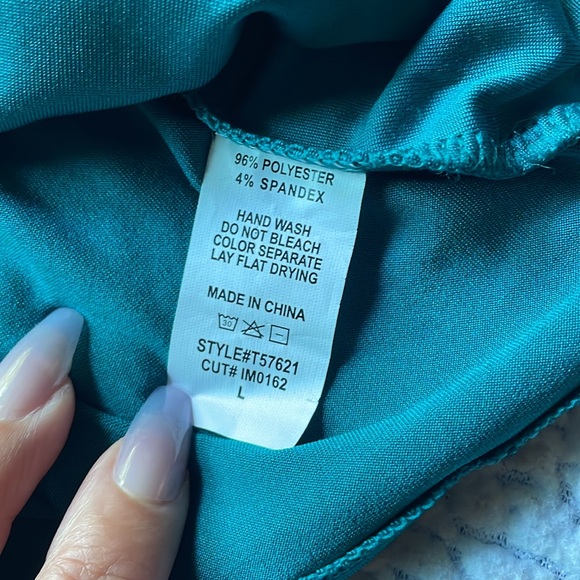 96% POLYESTER
4% SPANDEX
HAND WASH
DO NOT BLEACH
COLOR SEPARATE
LAY FLAT DRYING
MADE IN CHINA
30
STYLE#T57621
CUT# IM0162
L